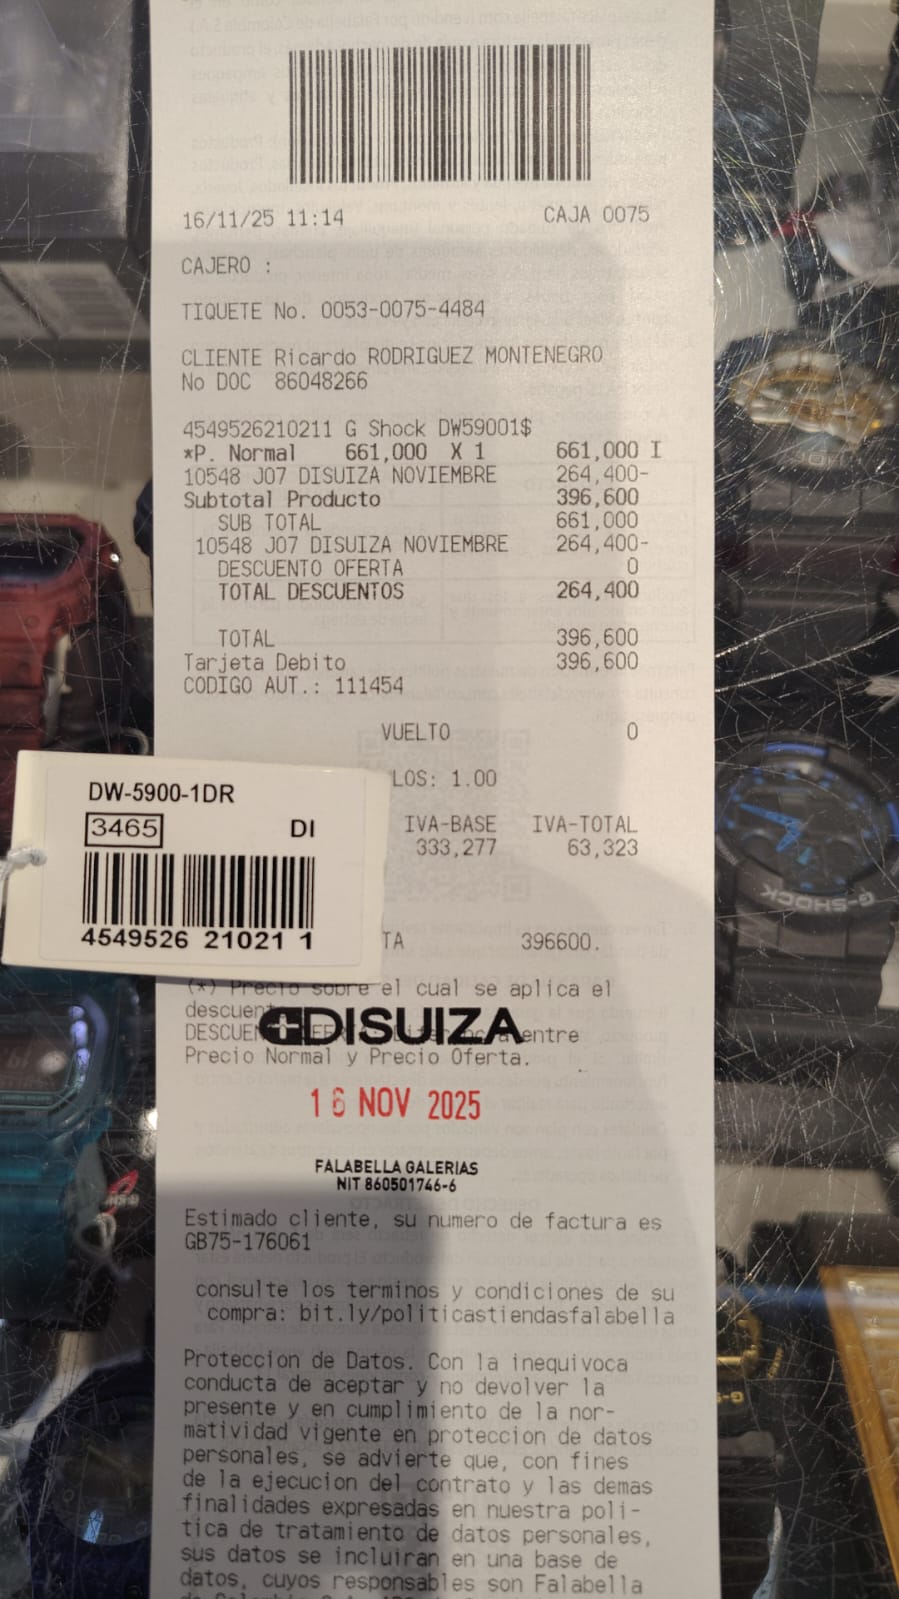 16/11/25 11:14 CAJA 0075
CAJERO :
TIQUETE No. 0053-0075-4484
CLIENTE Ricardo RODRIGUEZ MONTENEGRO
No DOC 86048266
4549526210211 G Shock DW59001$
*P. Normal 661,000 X 1 661,000 I
10548 J07 DISUIZA NOVIEMBRE 264,400-
Subtotal Producto 396,600
SUB TOTAL 661,000
10548 J07 DISUIZA NOVIEMBRE 264,400-
DESCUENTO OFERTA 0
TOTAL DESCUENTOS 264,400
TOTAL 396,600
Tarjeta Debito 396,600
CODIGO AUT.: 111454
VUELTO 0
LOS: 1.00
IVA-BASE IVA-TOTAL
333,277 63,323
TA 396600.
DW-5900-1DR
3465 DI
4549526 21021 1
(*) Precio sobre el cual se aplica el
descuen
DISUIZA
DESCUEN entre
Precio Normal y Precio Oferta.
16 NOV 2025
FALABELLA GALERIAS
NIT 860501746-6
Estimado cliente, su numero de factura es
GB75-176061
consulte los terminos y condiciones de su
compra: bit.ly/politicastiendasfalabella
Proteccion de Datos. Con la inequivoca
conducta de aceptar y no devolver la
presente y en cumplimiento de la nor-
matividad vigente en proteccion de datos
personales, se advierte que, con fines
de la ejecucion del contrato y las demas
finalidades expresadas en nuestra poli-
tica de tratamiento de datos personales,
sus datos se incluiran en una base de
datos, cuyos responsables son Falabella
G-SHOCK